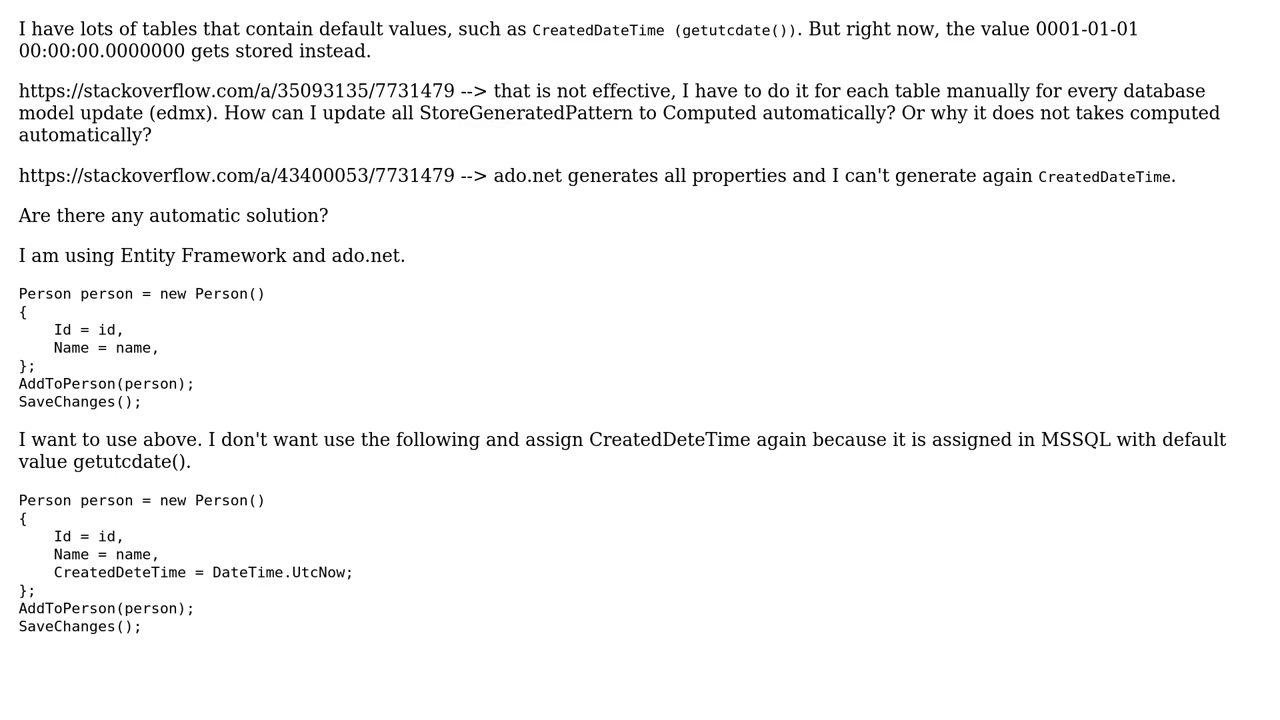 I have lots of tables that contain default values, such as CreatedDateTime (getutcdate()). But right now, the value 0001-01-01
00:00:00.0000000 gets stored instead.
https://stackoverflow.com/a/35093135/7731479 --> that is not effective, I have to do it for each table manually for every database
model update (edmx). How can I update all StoreGeneratedPattern to Computed automatically? Or why it does not takes computed
automatically?
https://stackoverflow.com/a/43400053/7731479 --> ado.net generates all properties and I can't generate again CreatedDateTime.
Are there any automatic solution?
I am using Entity Framework and ado.net.
Person person = new Person()
{
    Id = id,
    Name = name,
};
AddToPerson(person);
SaveChanges();
I want to use above. I don't want use the following and assign CreatedDeteTime again because it is assigned in MSSQL with default
value getutcdate().
Person person = new Person()
{
    Id = id,
    Name = name,
    CreatedDeteTime = DateTime.UtcNow;
};
AddToPerson(person);
SaveChanges();